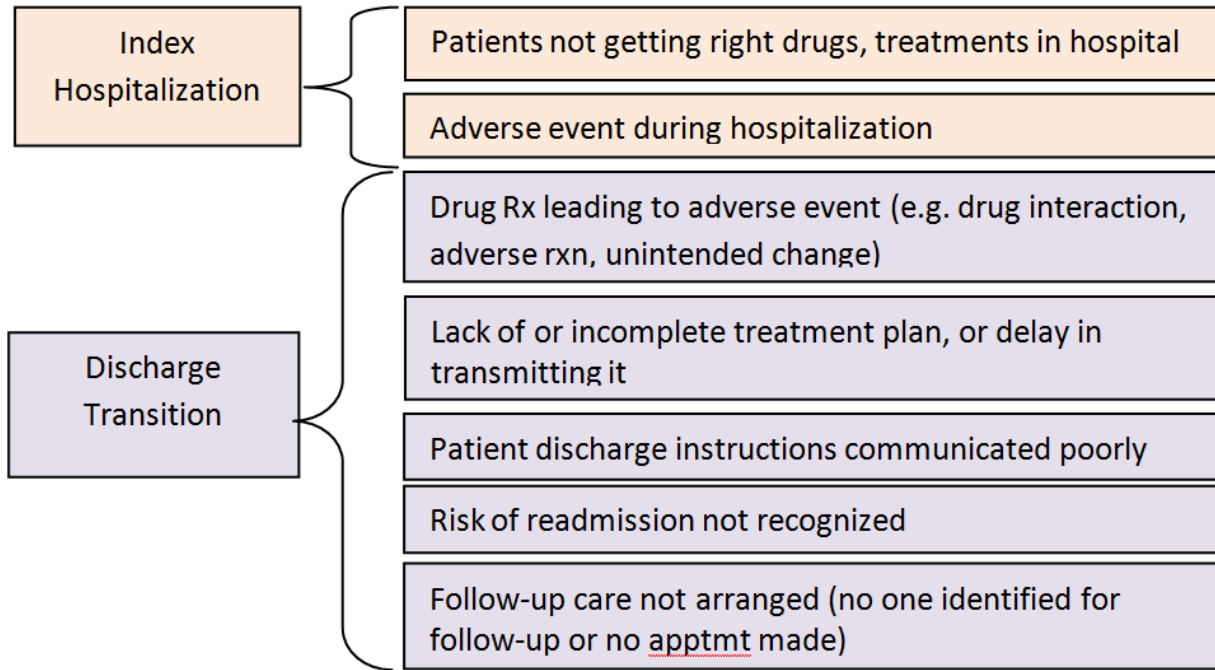 Index
Hospitalization
Patients not getting right drugs, treatments in hospital
Adverse event during hospitalization
Discharge
Transition
Drug Rx leading to adverse event (e.g. drug interaction,
adverse rxn, unintended change)
Lack of or incomplete treatment plan, or delay in
transmitting it
Patient discharge instructions communicated poorly
Risk of readmission not recognized
Follow-up care not arranged (no one identified for
follow-up or no apptmt made)